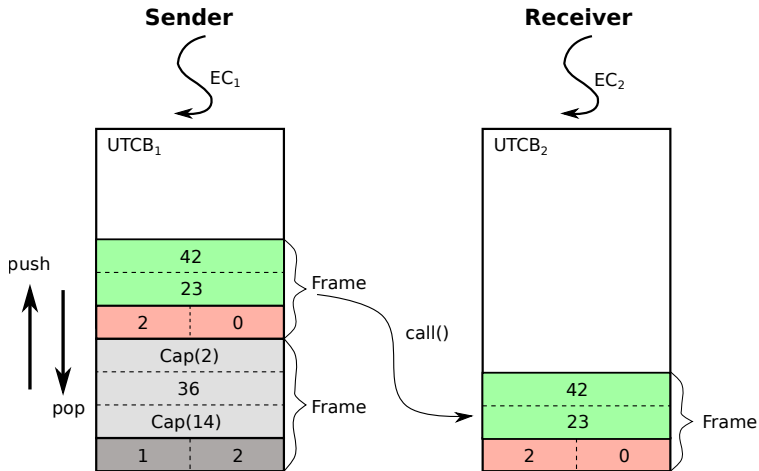 Sender
Receiver
EC₁
EC₂
UTCB₁
UTCB₂
42
23
2 0
Frame
push
pop
call()
Cap(2)
36
Cap(14)
1 2
Frame
42
23
2 0
Frame